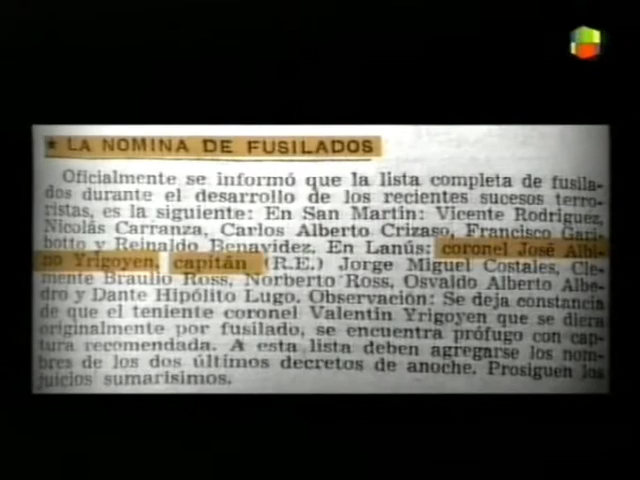 * LA NOMINA DE FUSILADOS
Oficialmente se informó que la lista completa de fusila-
dos durante el desarrollo de los recientes sucesos terro-
ristas, es la siguiente: En San Martín: Vicente Rodríguez,
Nicolás Carranza, Carlos Alberto Crizaso, Francisco Gari-
botto y Reinaldo Benavídez. En Lanús: coronel José Albi-
no Yrigoyen, capitán (R.E.) Jorge Miguel Costales, Cle-
mente Braulio Ross, Norberto Ross, Osvaldo Alberto Albe-
dro y Dante Hipólito Lugo. Observación: Se deja constancia
de que el teniente coronel Valentín Yrigoyen que se diera
originalmente por fusilado, se encuentra prófugo con cap-
tura recomendada. A esta lista deben agregarse los nom-
bres de los dos últimos decretos de anoche. Prosiguen los
juicios sumarísimos.